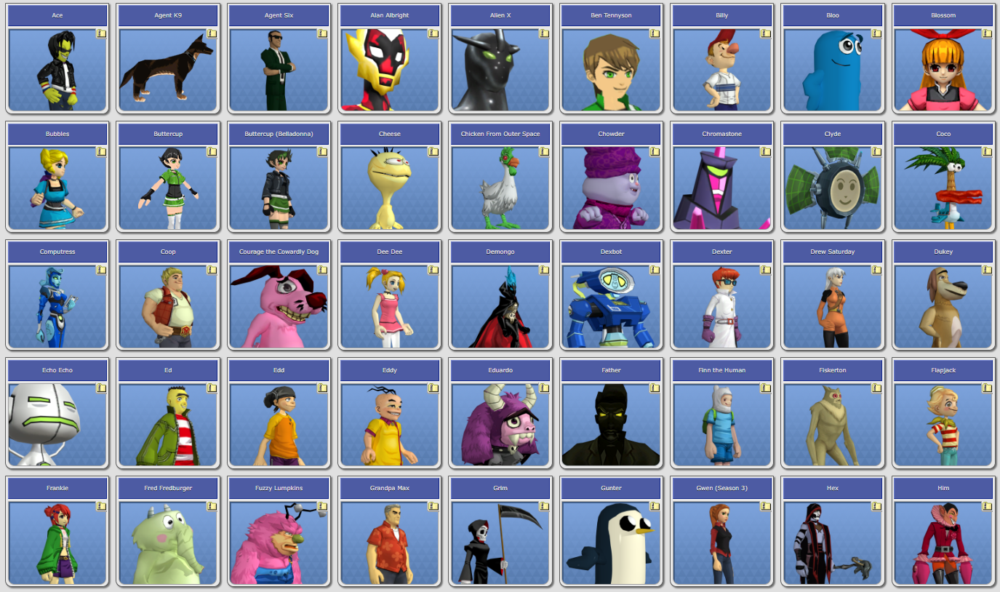 Ace
Agent K9
Agent Six
Alan Albright
Alien X
Ben Tennyson
Billy
Bloo
Blossom
Bubbles
Buttercup
Buttercup (Belladonna)
Cheese
Chicken From Outer Space
Chowder
Chromastone
Clyde
Coco
Computress
Coop
Courage the Cowardly Dog
Dee Dee
Demongo
Dexbot
Dexter
Drew Saturday
Dukey
Echo Echo
Ed
Edd
Eddy
Eduardo
Father
Finn the Human
Fiskerton
Flapjack
Frankie
Fred Fredburger
Fuzzy Lumpkins
Grandpa Max
Grim
Gunter
Gwen (Season 3)
Hex
Him